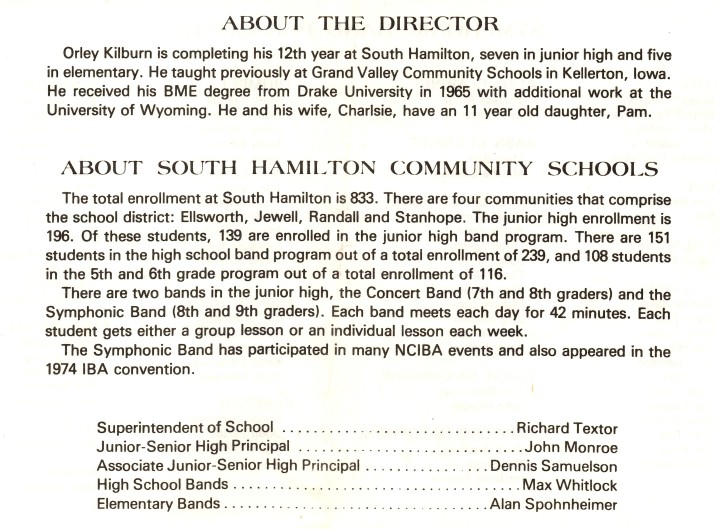 ABOUT THE DIRECTOR
Orley Kilburn is completing his 12th year at South Hamilton, seven in junior high and five
in elementary. He taught previously at Grand Valley Community Schools in Kellerton, Iowa.
He received his BME degree from Drake University in 1965 with additional work at the
University of Wyoming. He and his wife, Charlsie, have an 11 year old daughter, Pam.
ABOUT SOUTH HAMILTON COMMUNITY SCHOOLS
The total enrollment at South Hamilton is 833. There are four communities that comprise
the school district: Ellsworth, Jewell, Randall and Stanhope. The junior high enrollment is
196. Of these students, 139 are enrolled in the junior high band program. There are 151
students in the high school band program out of a total enrollment of 239, and 108 students
in the 5th and 6th grade program out of a total enrollment of 116.
There are two bands in the junior high, the Concert Band (7th and 8th graders) and the
Symphonic Band (8th and 9th graders). Each band meets each day for 42 minutes. Each
student gets either a group lesson or an individual lesson each week.
The Symphonic Band has participated in many NCIBA events and also appeared in the
1974 IBA convention.
Superintendent of School ............................. Richard Textor
Junior-Senior High Principal ............................ John Monroe
Associate Junior-Senior High Principal ............... Dennis Samuelson
High School Bands .................................... Max Whitlock
Elementary Bands ................................. Alan Spohnheimer